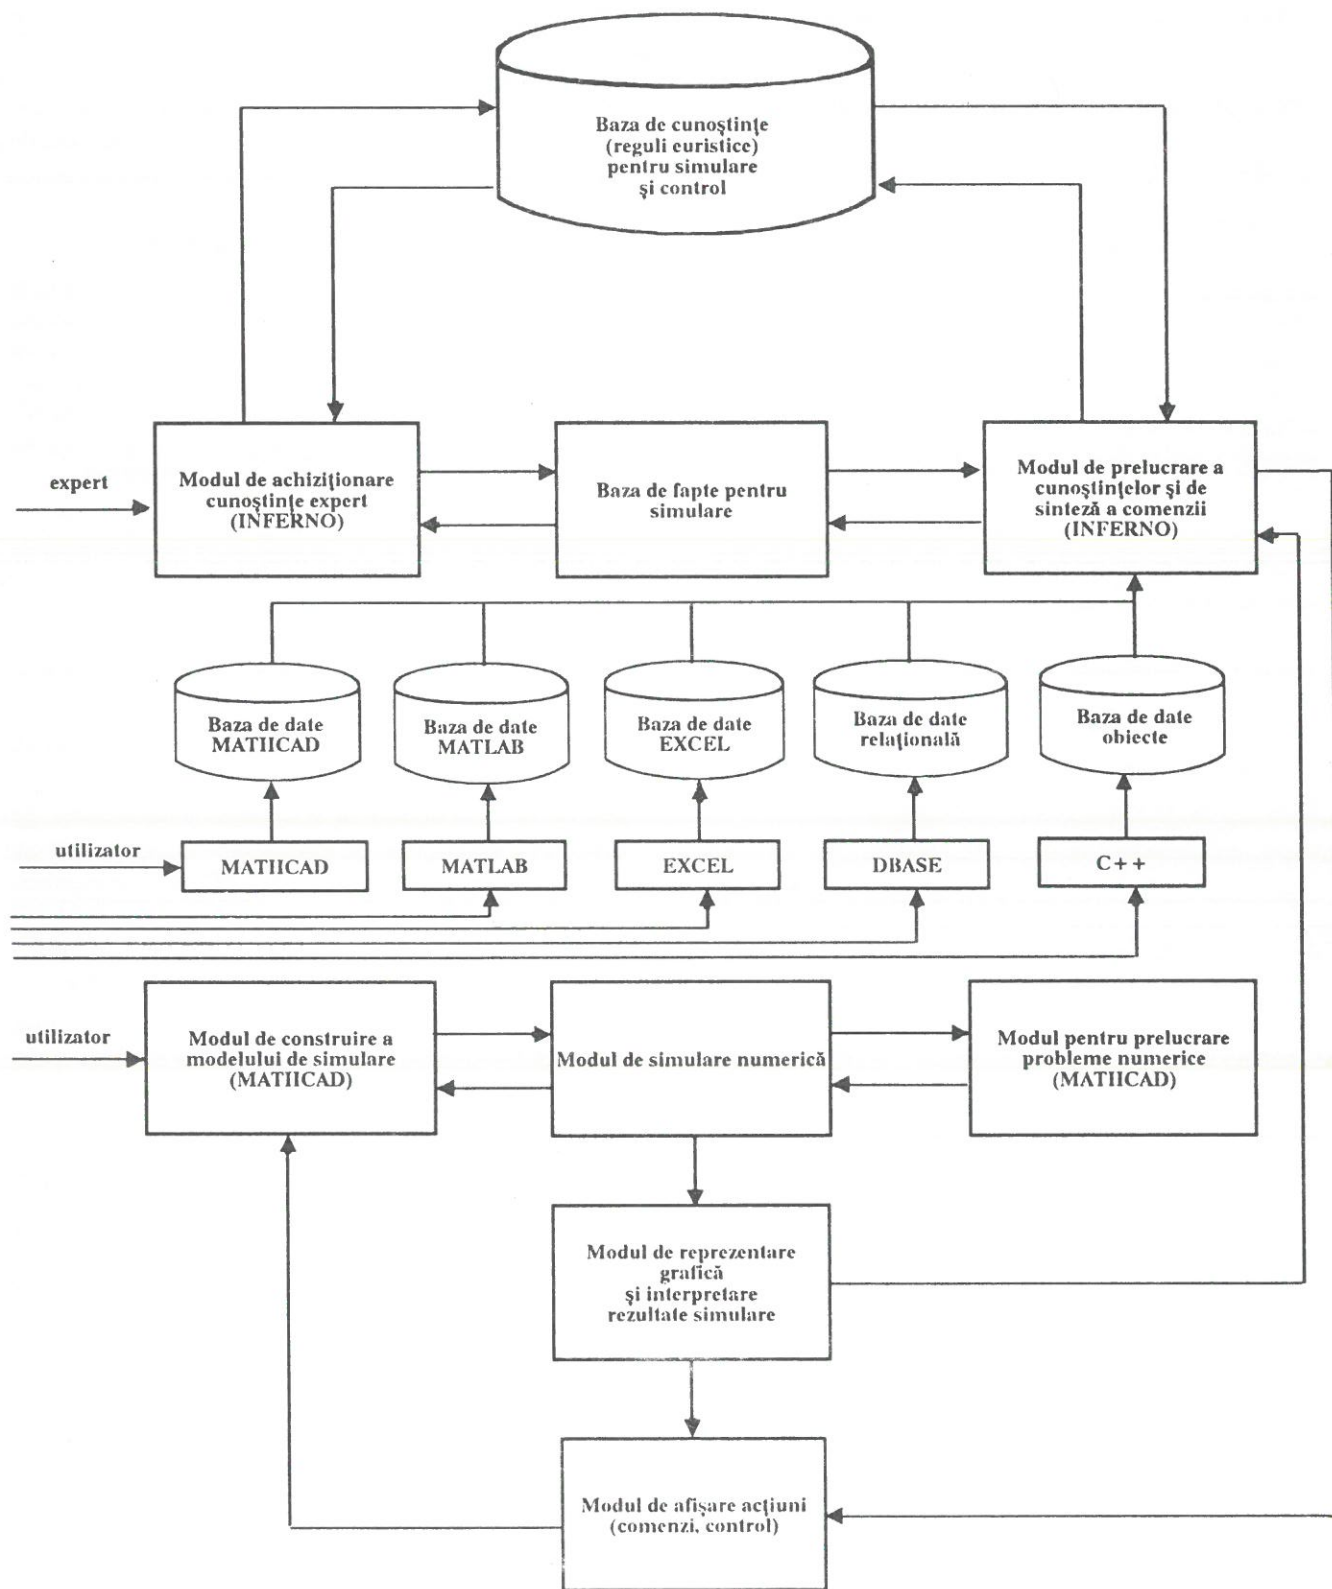 Baza de cunoştinţe
(reguli euristice)
pentru simulare
şi control
expert
Modul de achiziţionare
cunoştinţe expert
(INFERNO)
Baza de fapte pentru
simulare
Modul de prelucrare a
cunoştinţelor şi de
sinteză a comenzii
(INFERNO)
Baza de date
MATHCAD
Baza de date
MATLAB
Baza de date
EXCEL
Baza de date
relaţională
Baza de date
obiecte
utilizator
MATHCAD
MATLAB
EXCEL
DBASE
C++
utilizator
Modul de construire a
modelului de simulare
(MATHCAD)
Modul de simulare numerică
Modul pentru prelucrare
probleme numerice
(MATHCAD)
Modul de reprezentare
grafică
şi interpretare
rezultate simulare
Modul de afişare acţiuni
(comenzi, control)